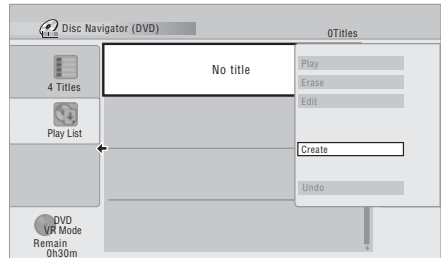 Disc Navigator (DVD)
0Titles
4 Titles
Play List
No title
Play
Erase
Edit
Create
Undo
DVD
VR Mode
Remain
0h30m